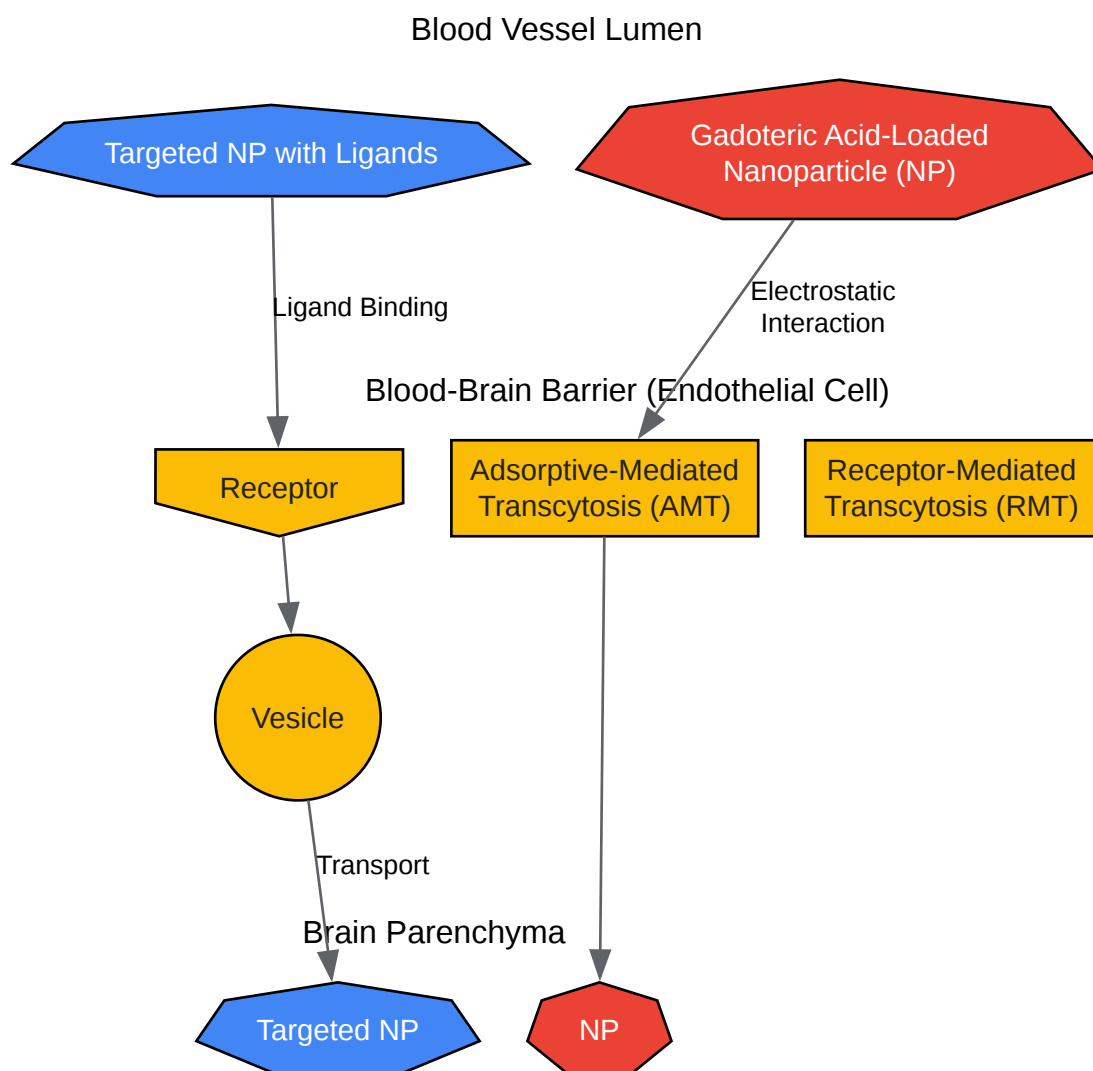 Blood Vessel Lumen
Targeted NP with Ligands
Gadoteric Acid-Loaded
Nanoparticle (NP)
Ligand Binding
Electrostatic
Interaction
Blood-Brain Barrier (Endothelial Cell)
Receptor
Adsorptive-Mediated
Transcytosis (AMT)
Receptor-Mediated
Transcytosis (RMT)
Vesicle
Transport
Brain Parenchyma
Targeted NP
NP